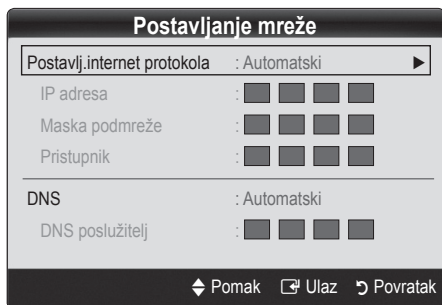 Postavljanje mreže
Postavlj.internet protokola : Automatski
IP adresa :
Maska podmreže :
Pristupnik :
DNS : Automatski
DNS poslužitelj :
Pomak Ulaz Povratak